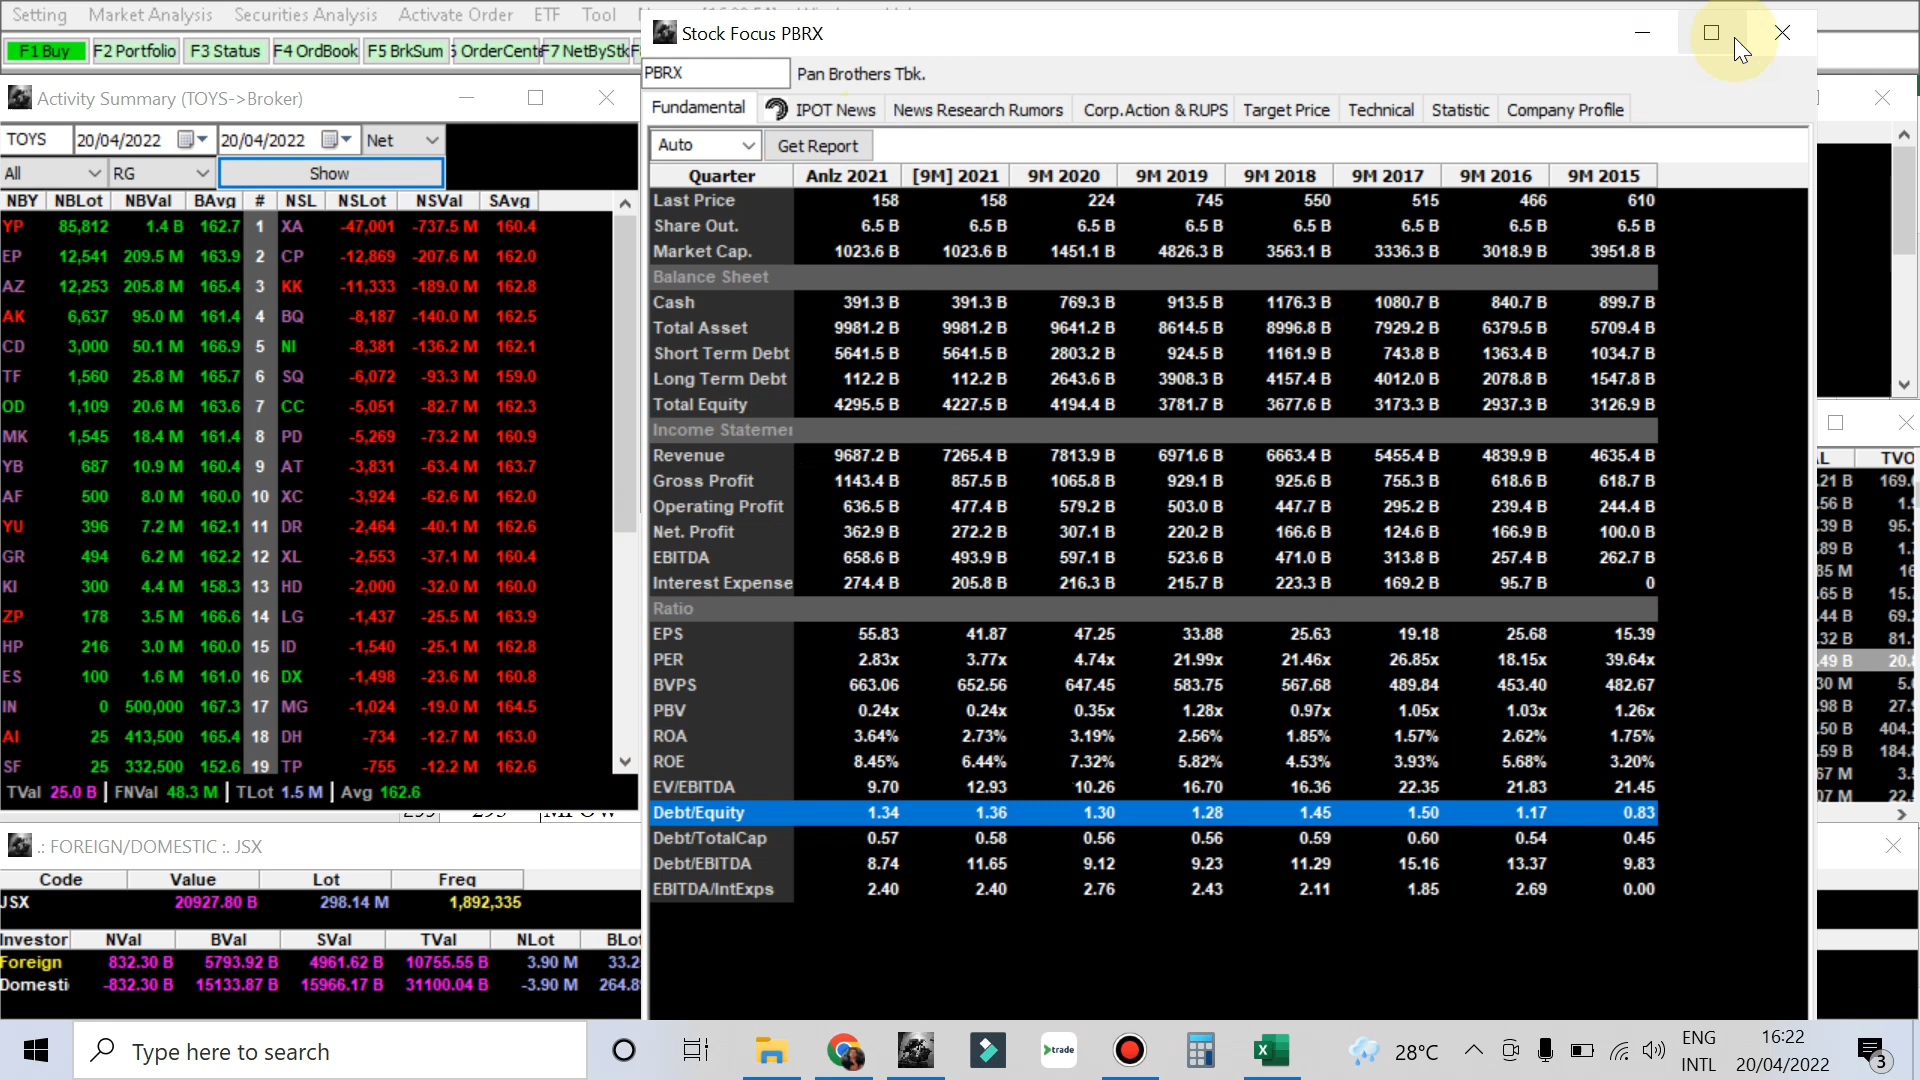 Setting Market Analysis Securities Analysis Activate Order ETF Tool
F1 Buy F2 Portfolio F3 Status F4 OrdBook F5 BrkSum OrderCent F7 NetByStk
Activity Summary (TOYS->Broker)
TOYS 20/04/2022 20/04/2022 Net
All RG Show
NBY NBLot NBVal BAvg # NSL NSLot NSVal SAvg
YP 85,812 1.4 B 162.7 1 XA -47,001 -737.5 M 160.4
EP 12,541 209.5 M 163.9 2 CP -12,869 -207.6 M 162.0
AZ 12,253 205.8 M 165.4 3 KK -11,333 -189.0 M 162.8
AK 6,637 95.0 M 161.4 4 BQ -8,187 -140.0 M 162.5
CD 3,000 50.1 M 166.9 5 NI -8,381 -136.2 M 162.1
TF 1,560 25.8 M 165.7 6 SQ -6,072 -93.3 M 159.0
OD 1,109 20.6 M 163.6 7 CC -5,051 -82.7 M 162.3
MK 1,545 18.4 M 161.4 8 PD -5,269 -73.2 M 160.9
YB 687 10.9 M 160.4 9 AT -3,831 -63.4 M 163.7
AF 500 8.0 M 160.0 10 XC -3,924 -62.6 M 162.0
YU 396 7.2 M 162.1 11 DR -2,464 -40.1 M 162.6
GR 494 6.2 M 162.2 12 XL -2,553 -37.1 M 160.4
KI 300 4.4 M 158.3 13 HD -2,000 -32.0 M 160.0
ZP 178 3.5 M 166.6 14 LG -1,437 -25.5 M 163.9
HP 216 3.0 M 160.0 15 ID -1,540 -25.1 M 162.8
ES 100 1.6 M 161.0 16 DX -1,498 -23.6 M 160.8
IN 0 500,000 167.3 17 MG -1,024 -19.0 M 164.5
AI 25 413,500 165.4 18 DH -734 -12.7 M 163.0
SF 25 332,500 152.6 19 TP -755 -12.2 M 162.6
TVal 25.0 B | FNVal 48.3 M | TLot 1.5 M | Avg 162.6
.: FOREIGN/DOMESTIC :. JSX
Code Value Lot Freq
JSX 20927.80 B 298.14 M 1,892,335
Investor NVal BVal SVal TVal NLot BLot
Foreign 832.30 B 5793.92 B 4961.62 B 10755.55 B 3.90 M 33.2
Domesti -832.30 B 15133.87 B 15966.17 B 31100.04 B -3.90 M 264.8
Stock Focus PBRX
PBRX Pan Brothers Tbk.
Fundamental IPOT News News Research Rumors Corp.Action & RUPS Target Price Technical Statistic Company Profile
Auto Get Report
Quarter Anlz 2021 [9M] 2021 9M 2020 9M 2019 9M 2018 9M 2017 9M 2016 9M 2015
Last Price 158 158 224 745 550 515 466 610
Share Out. 6.5 B 6.5 B 6.5 B 6.5 B 6.5 B 6.5 B 6.5 B 6.5 B
Market Cap. 1023.6 B 1023.6 B 1451.1 B 4826.3 B 3563.1 B 3336.3 B 3018.9 B 3951.8 B
Balance Sheet
Cash 391.3 B 391.3 B 769.3 B 913.5 B 1176.3 B 1080.7 B 840.7 B 899.7 B
Total Asset 9981.2 B 9981.2 B 9641.2 B 8614.5 B 8996.8 B 7929.2 B 6379.5 B 5709.4 B
Short Term Debt 5641.5 B 5641.5 B 2803.2 B 924.5 B 1161.9 B 743.8 B 1363.4 B 1034.7 B
Long Term Debt 112.2 B 112.2 B 2643.6 B 3908.3 B 4157.4 B 4012.0 B 2078.8 B 1547.8 B
Total Equity 4295.5 B 4227.5 B 4194.4 B 3781.7 B 3677.6 B 3173.3 B 2937.3 B 3126.9 B
Income Statemen
Revenue 9687.2 B 7265.4 B 7813.9 B 6971.6 B 6663.4 B 5455.4 B 4839.9 B 4635.4 B
Gross Profit 1143.4 B 857.5 B 1065.8 B 929.1 B 925.6 B 755.3 B 618.6 B 618.7 B
Operating Profit 636.5 B 477.4 B 579.2 B 503.0 B 447.7 B 295.2 B 239.4 B 244.4 B
Net. Profit 362.9 B 272.2 B 307.1 B 220.2 B 166.6 B 124.6 B 166.9 B 100.0 B
EBITDA 658.6 B 493.9 B 597.1 B 523.6 B 471.0 B 313.8 B 257.4 B 262.7 B
Interest Expense 274.4 B 205.8 B 216.3 B 215.7 B 223.3 B 169.2 B 95.7 B 0
Ratio
EPS 55.83 41.87 47.25 33.88 25.63 19.18 25.68 15.39
PER 2.83x 3.77x 4.74x 21.99x 21.46x 26.85x 18.15x 39.64x
BVPS 663.06 652.56 647.45 583.75 567.68 489.84 453.40 482.67
PBV 0.24x 0.24x 0.35x 1.28x 0.97x 1.05x 1.03x 1.26x
ROA 3.64% 2.73% 3.19% 2.56% 1.85% 1.57% 2.62% 1.75%
ROE 8.45% 6.44% 7.32% 5.82% 4.53% 3.93% 5.68% 3.20%
EV/EBITDA 9.70 12.93 10.26 16.70 16.36 22.35 21.83 21.45
Debt/Equity 1.34 1.36 1.30 1.28 1.45 1.50 1.17 0.83
Debt/TotalCap 0.57 0.58 0.56 0.56 0.59 0.60 0.54 0.45
Debt/EBITDA 8.74 11.65 9.12 9.23 11.29 15.16 13.37 9.83
EBITDA/IntExps 2.40 2.40 2.76 2.43 2.11 1.85 2.69 0.00
Type here to search
trade
28°C
ENG
INTL
16:22
20/04/2022
3